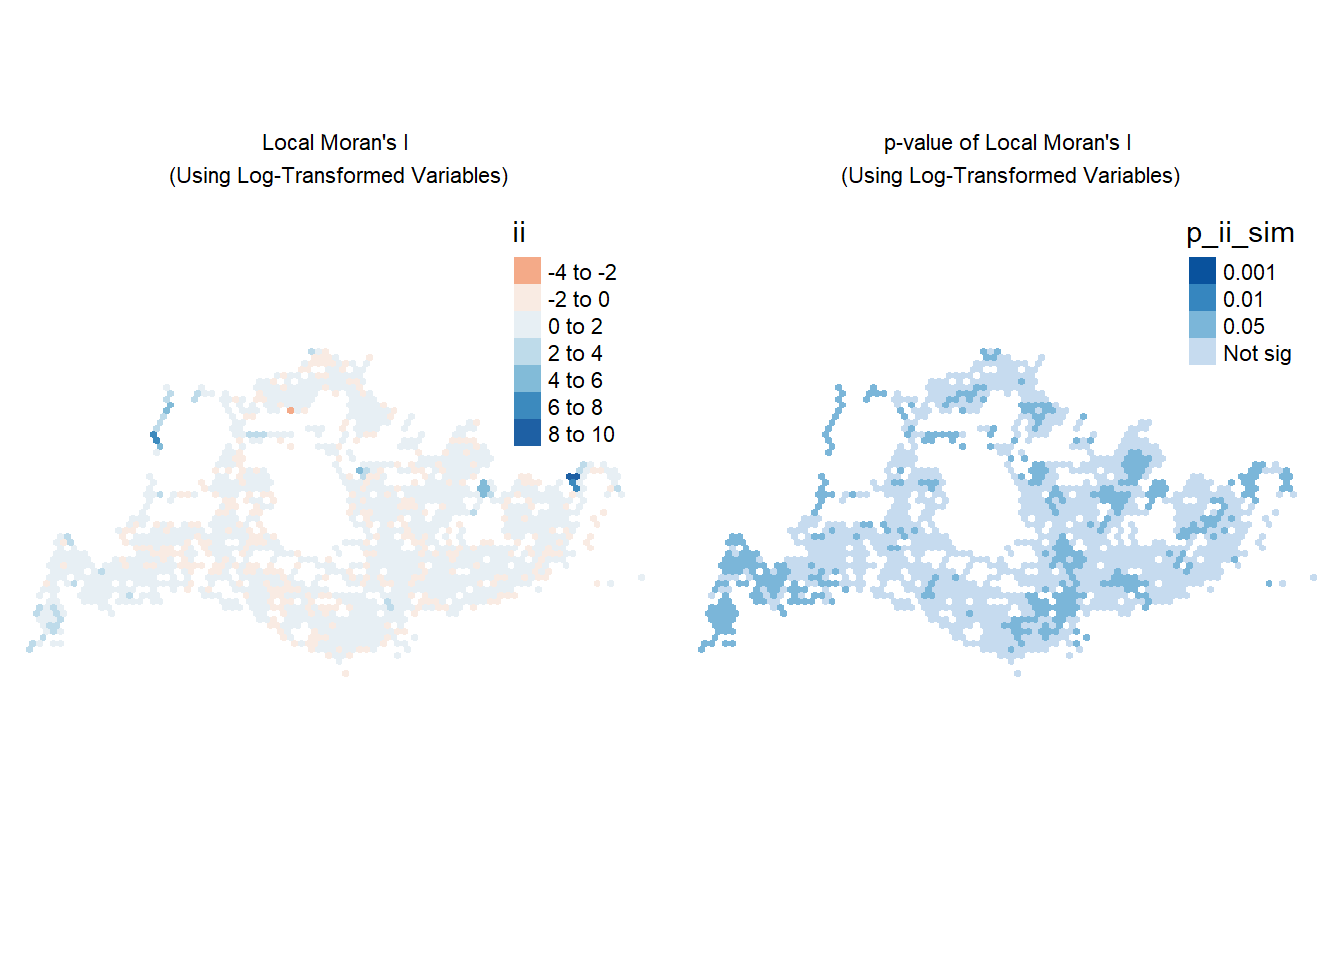 Local Moran's I
(Using Log-Transformed Variables)
ii
-4 to -2
-2 to 0
0 to 2
2 to 4
4 to 6
6 to 8
8 to 10
p-value of Local Moran's I
(Using Log-Transformed Variables)
p_ii_sim
0.001
0.01
0.05
Not sig